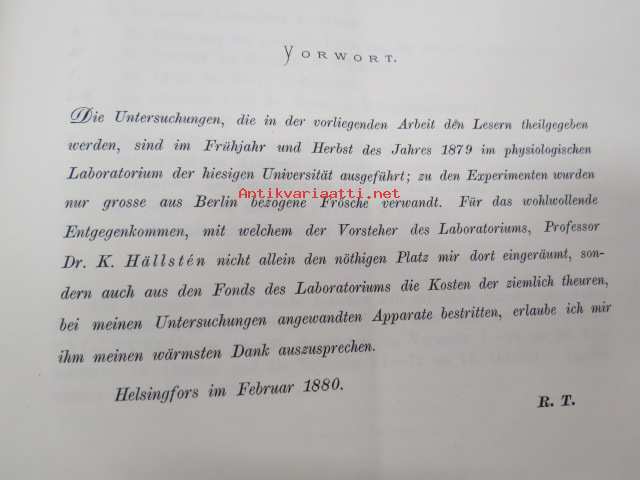 VORWORT.
Die Untersuchungen, die in der vorliegenden Arbeit den Lesern theilgegeben
werden, sind im Frühjahr und Herbst des Jahres 1879 im physiologischen
Laboratorium der hiesigen Universität ausgeführt; zu den Experimenten wurden
Antikvariaatti.net
nur grosse aus Berlin bezogene Frösche verwandt. Für das wohlwollende
Entgegenkommen, mit welchem der Vorsteher des Laboratoriums, Professor
Dr. K. Hällstén nicht allein den nöthigen Platz mir dort eingeräumt, son-
dern auch aus den Fonds des Laboratoriums die Kosten der ziemlich theuren,
bei meinen Untersuchungen angewandten Apparate bestritten, erlaube ich mir
ihm meinen wärmsten Dank auszusprechen.
Helsingfors im Februar 1880.
R. T.